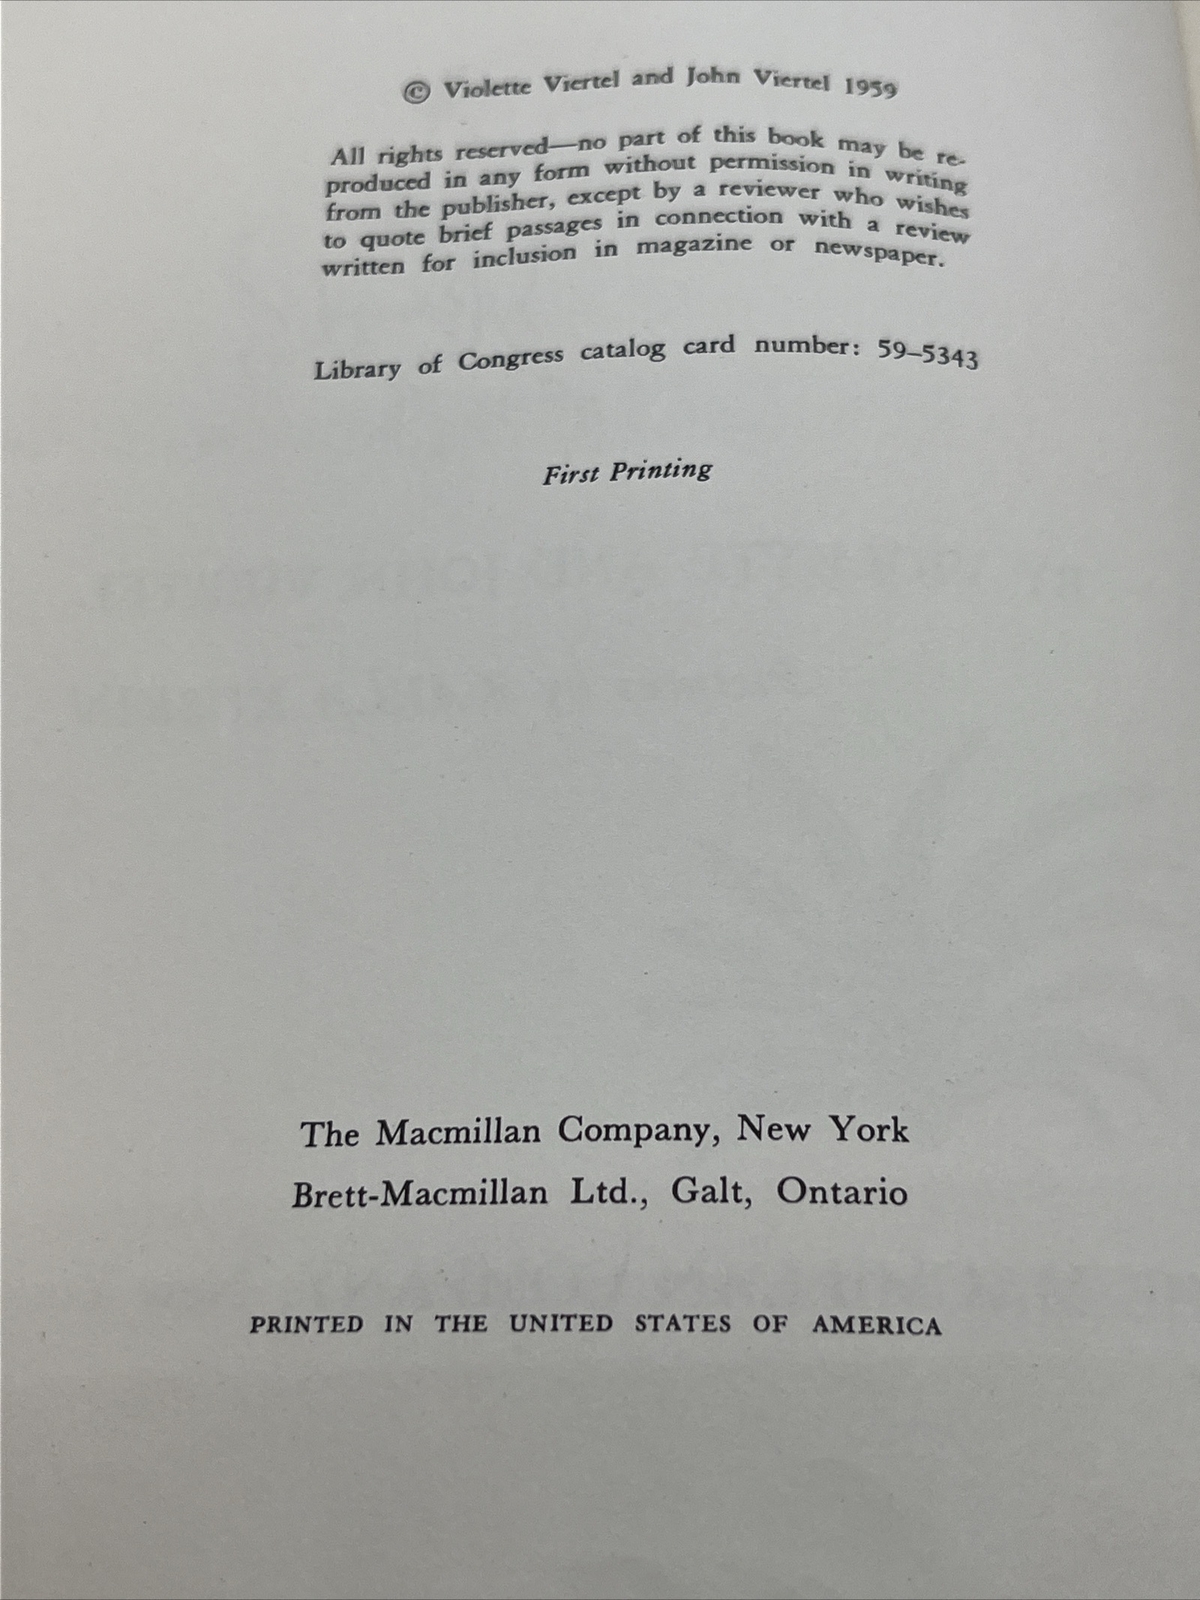 © Violette Viertel and John Viertel 1959
All rights reserved—no part of this book may be re-
produced in any form without permission in writing
from the publisher, except by a reviewer who wishes
to quote brief passages in connection with a review
written for inclusion in magazine or newspaper.
Library of Congress catalog card number: 59–5343
First Printing
The Macmillan Company, New York
Brett-Macmillan Ltd., Galt, Ontario
PRINTED IN THE UNITED STATES OF AMERICA